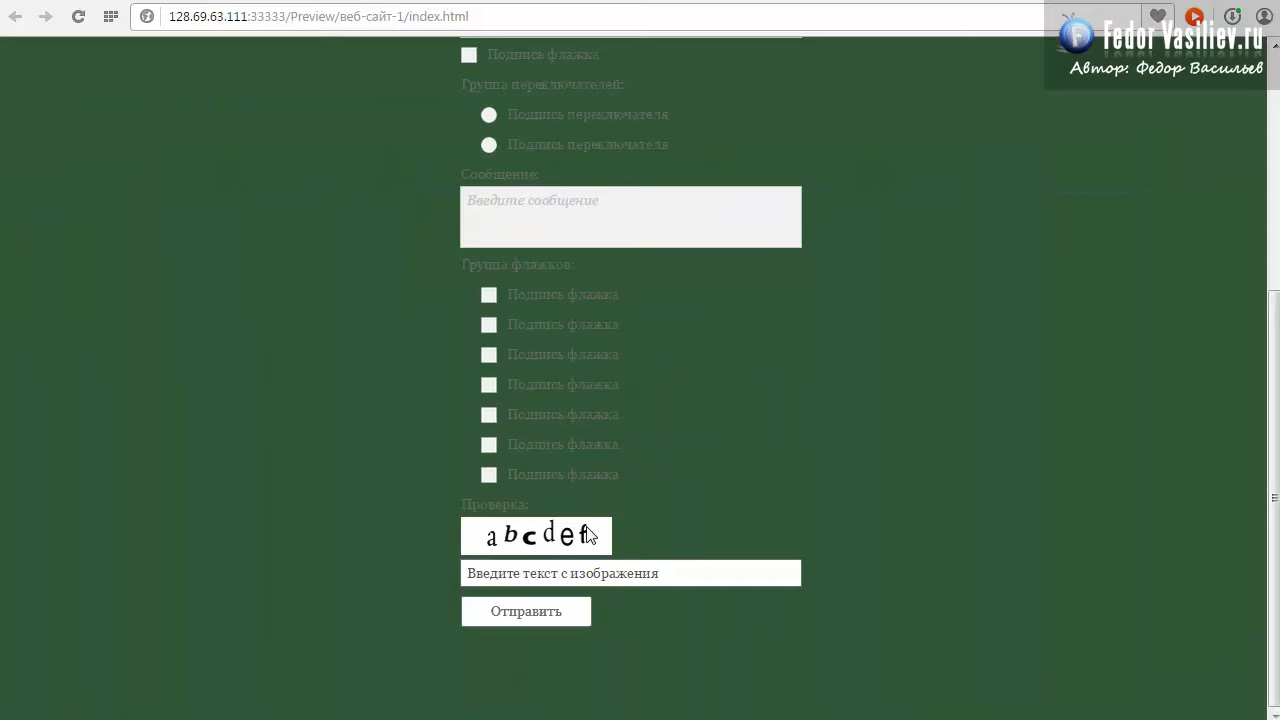 128.69.63.111:33333/Preview/веб-сайт-1/index.html
Fedor Vasiliev.ru
Автор: Федор Васильев
Подпись флажка
Группа переключателей:
Подпись переключателя
Подпись переключателя
Сообщение:
Введите сообщение
Группа флажков:
Подпись флажка
Подпись флажка
Подпись флажка
Подпись флажка
Подпись флажка
Подпись флажка
Подпись флажка
Проверка:
abcdef
Введите текст с изображения
Отправить